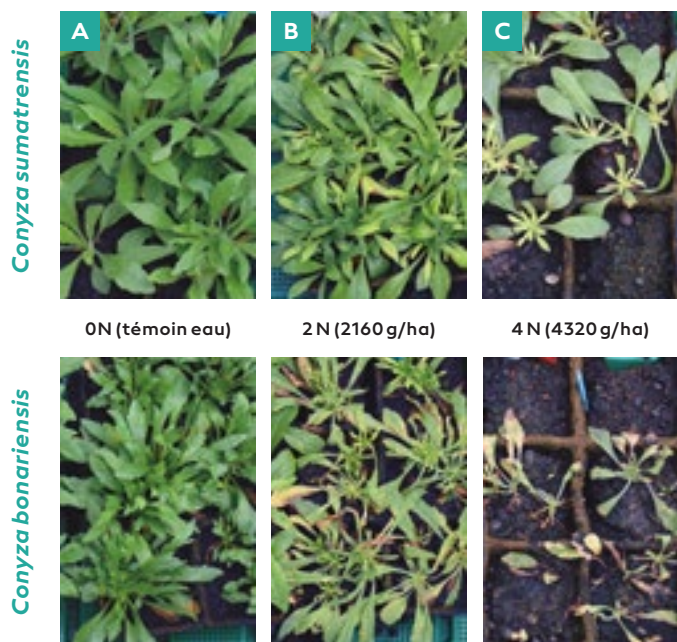 A
B
C
Conyza sumatrensis
0N (témoin eau)
2 N (2160 g/ha)
4 N (4320 g/ha)
Conyza bonariensis